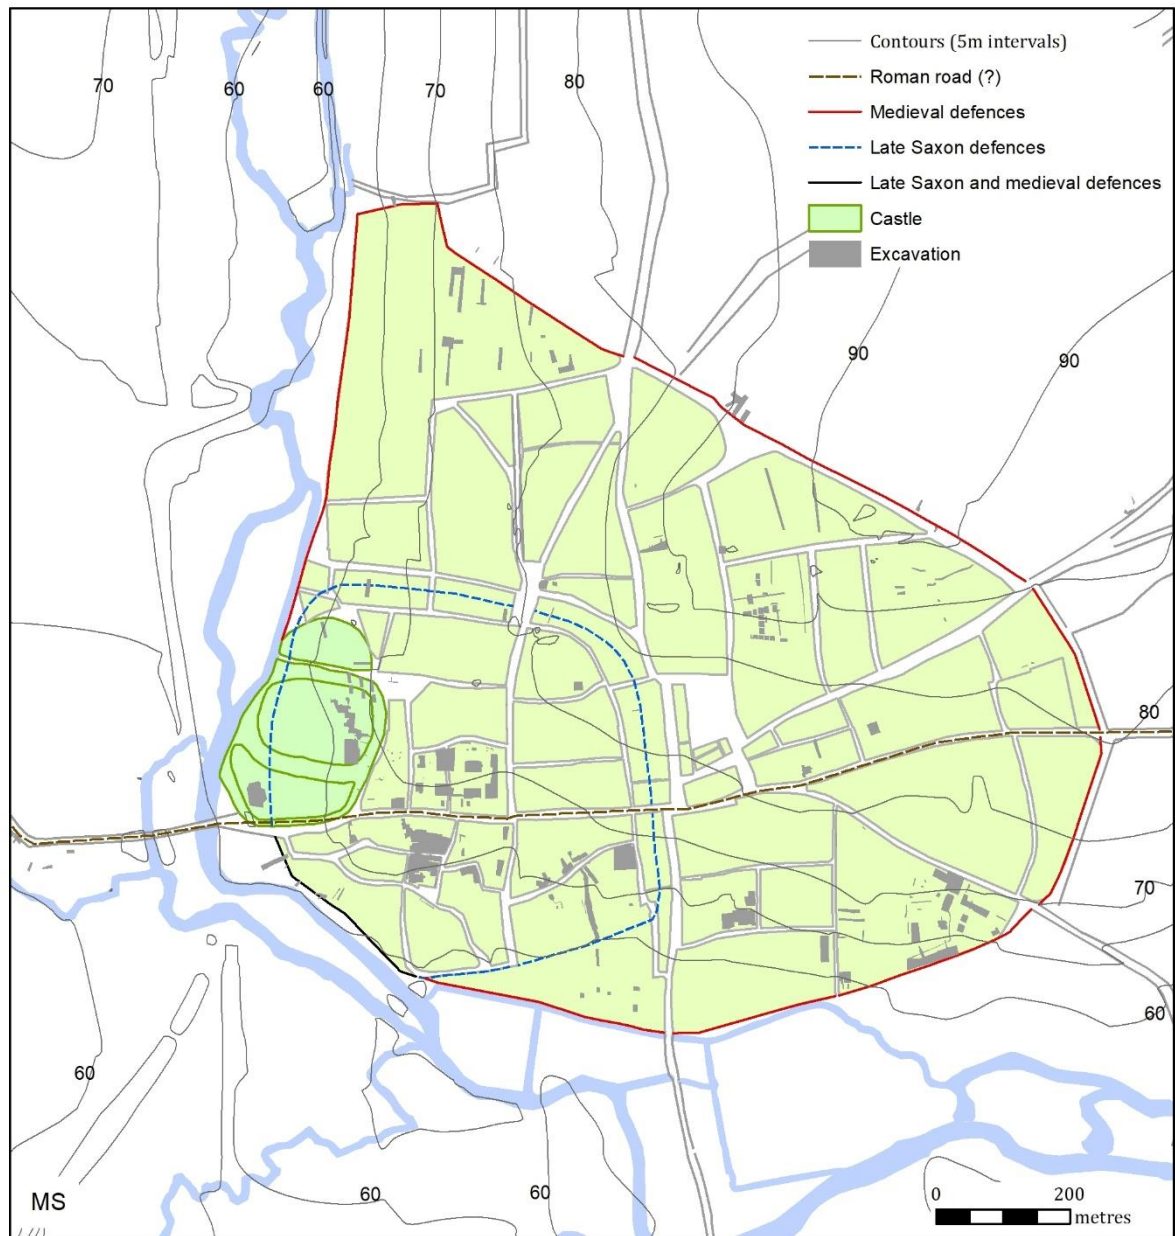 70
60
60
70
80
Contours (5m intervals)
Roman road (?)
Medieval defences
Late Saxon defences
Late Saxon and medieval defences
Castle
Excavation
90
90
80
70
60
60
60
60
MS
0
200
metres